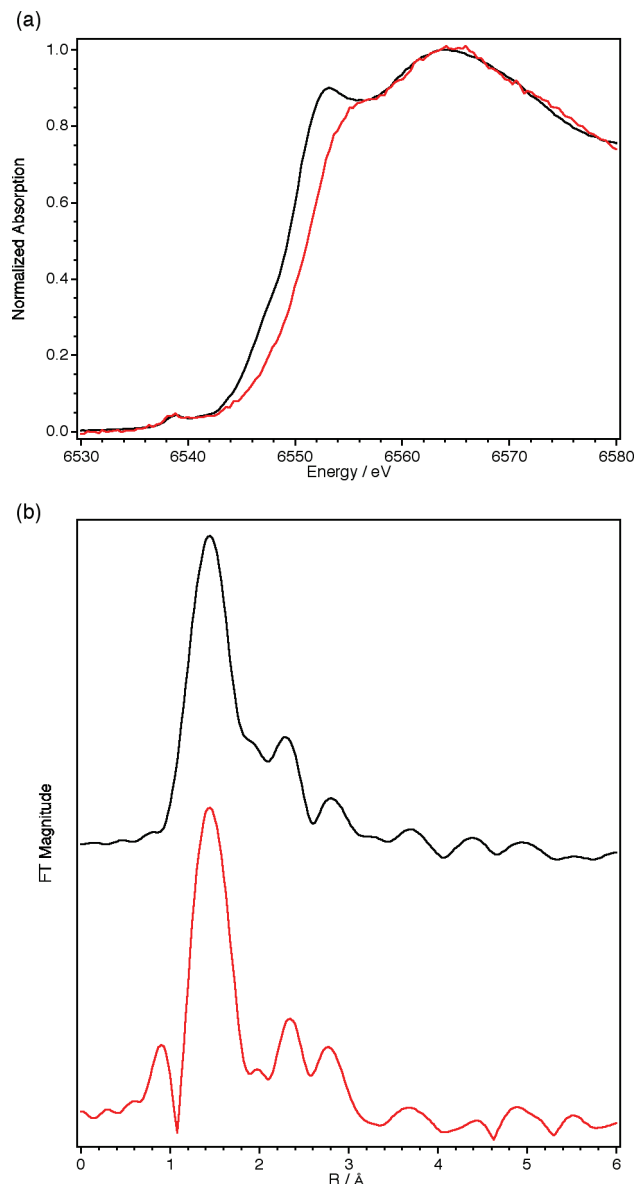 (a)
Normalized Absorption
1.0
0.8
0.6
0.4
0.2
0.0
6530 6540 6550 6560 6570 6580
Energy / eV
(b)
FT Magnitude
0 1 2 3 4 5 6
R / Å